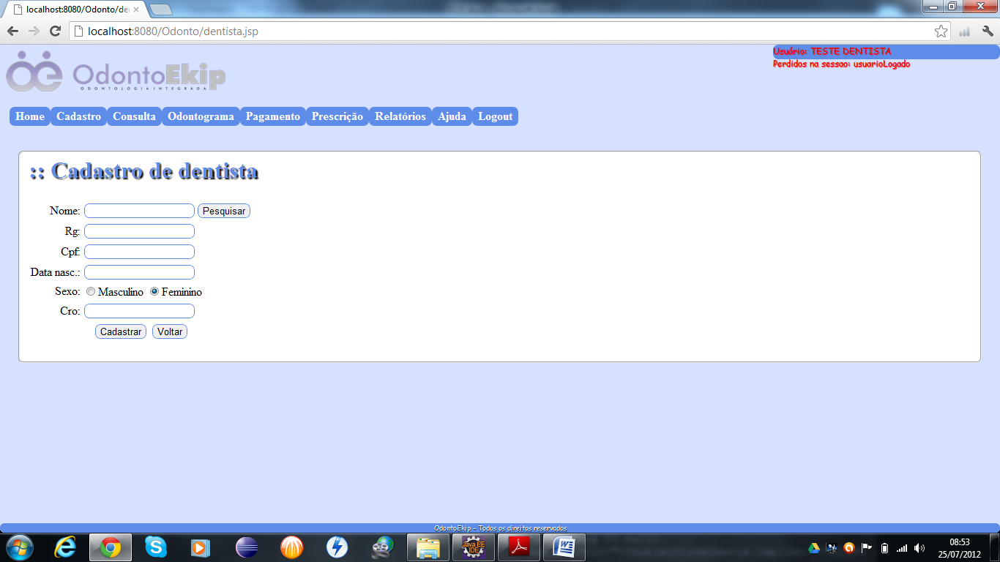 localhost:8080/Odonto/de
localhost:8080/Odonto/dentista.jsp
Usuário: TESTE DENTISTA
Perdidos na sessao: usuarioLogado
OdontoEkip
ODONTOLOGIAINTEGRADA
Home Cadastro Consulta Odontograma Pagamento Prescrição Relatórios Ajuda Logout
:: Cadastro de dentista
Nome: Pesquisar
Rg:
Cpf:
Data nasc.:
Sexo: Masculino Feminino
Cro:
Cadastrar Voltar
OdontoEkip - Todos os direitos reservados
Java EE
IDE
08:53
25/07/2012